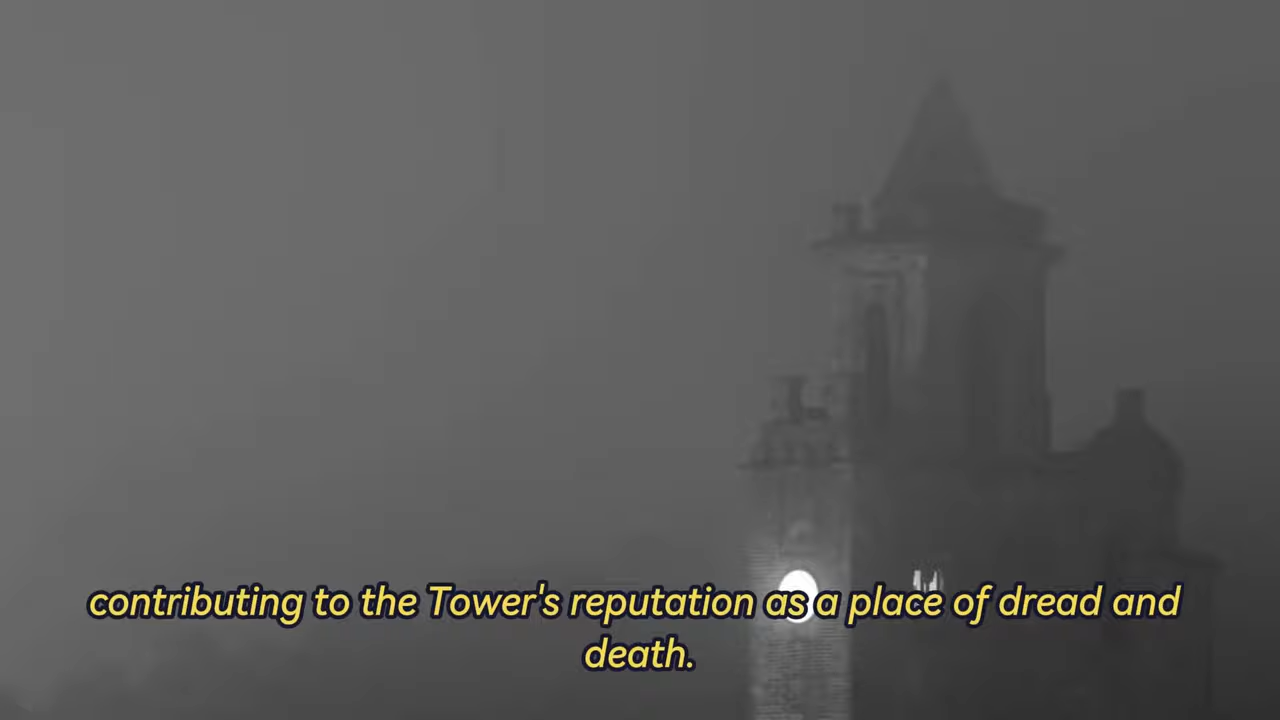 contributing to the Tower's reputation as a place of dread and
death.